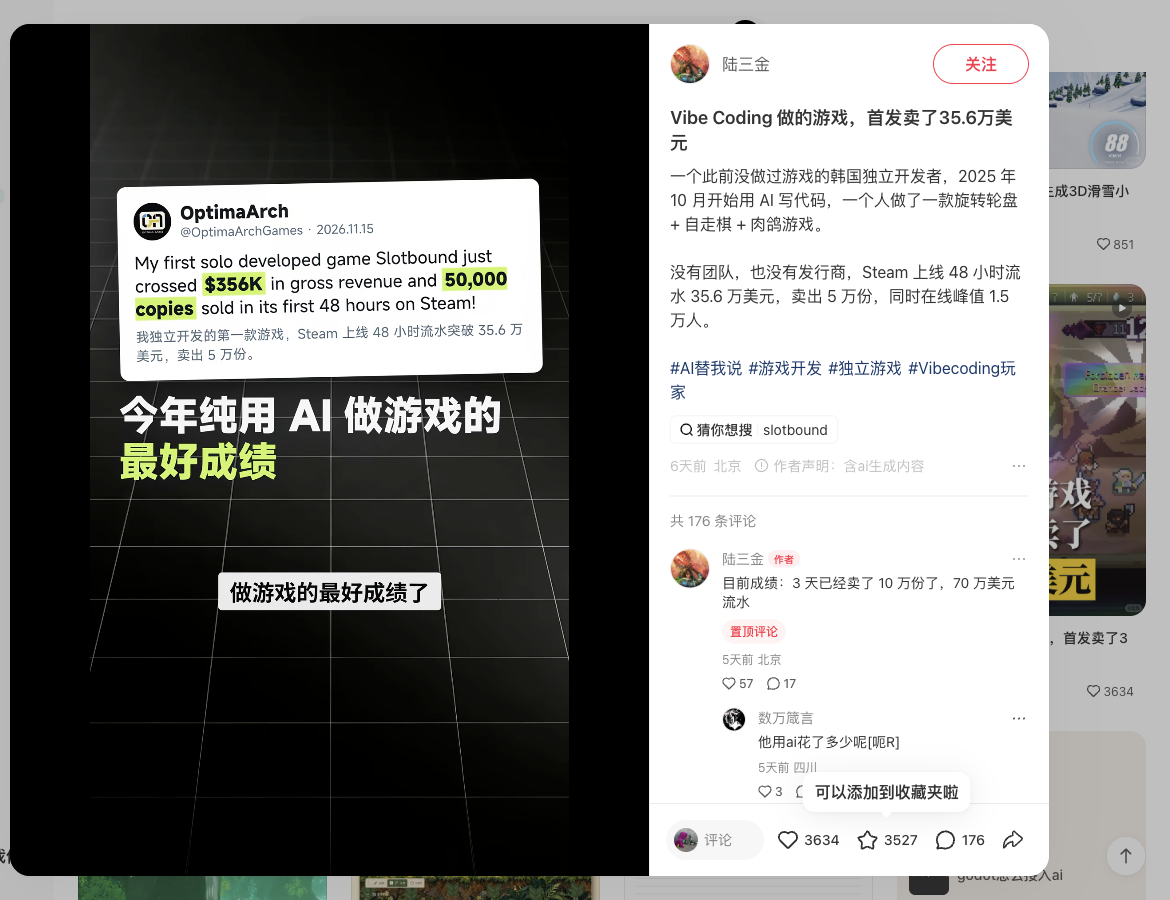 OptimaArch
@OptimaArchGames · 2026.11.15
My first solo developed game Slotbound just
crossed $356K in gross revenue and 50,000
copies sold in its first 48 hours on Steam!
我独立开发的第一款游戏，Steam 上线 48 小时流水突破 35.6 万
美元，卖出 5 万份。
今年纯用 AI 做游戏的
最好成绩
做游戏的最好成绩了
陆三金
关注
Vibe Coding 做的游戏，首发卖了35.6万美
元
一个此前没做过游戏的韩国独立开发者，2025 年
10 月开始用 AI 写代码，一个人做了一款旋转轮盘
+ 自走棋 + 肉鸽游戏。
没有团队，也没有发行商，Steam 上线 48 小时流
水 35.6 万美元，卖出 5 万份，同时在线峰值 1.5
万人。
#AI替我说 #游戏开发 #独立游戏 #Vibecoding玩
家
猜你想搜 slotbound
6天前 北京 作者声明：含ai生成内容
共 176 条评论
陆三金 作者
目前成绩：3 天已经卖了 10 万份了，70 万美元
流水
置顶评论
5天前 北京
57 17
数万箴言
他用ai花了多少呢[呃R]
5天前 四川
3
可以添加到收藏夹啦
评论 3634 3527 176
88
生成3D滑雪小
851
5/7 3
11 12
游戏
卖了
美元
，首发卖了3
3634
godot怎么接入ai